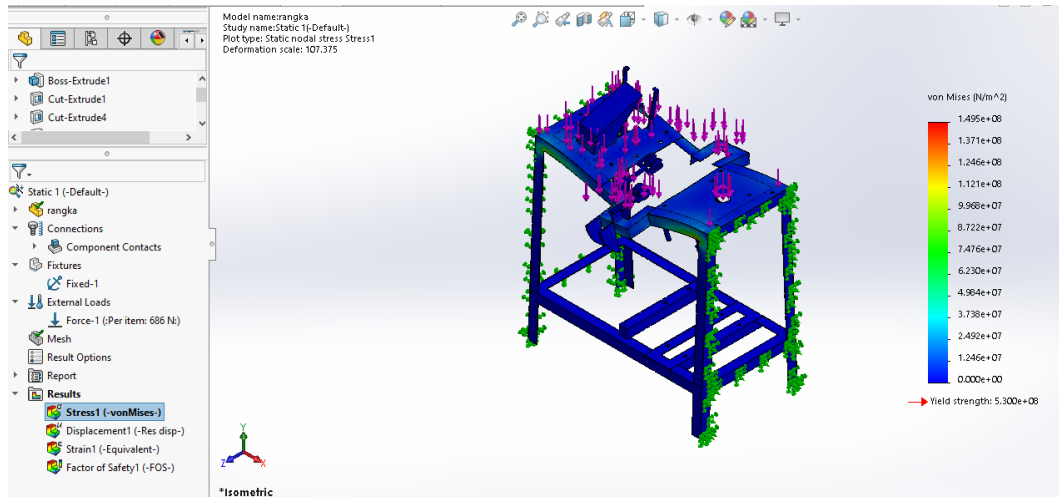 Model name:rangka
Study name:Static 1(-Default-)
Plot type: Static nodal stress Stress1
Deformation scale: 107.375
Boss-Extrude1
Cut-Extrude1
Cut-Extrude4
Static 1 (-Default-)
rangka
Connections
Component Contacts
Fixtures
Fixed-1
External Loads
Force-1 (:Per item: 686 N:)
Mesh
Result Options
Report
Results
Stress1 (-vonMises-)
Displacement1 (-Res disp-)
Strain1 (-Equivalent-)
Factor of Safety1 (-FOS-)
von Mises (N/m^2)
1.495e+08
1.371e+08
1.246e+08
1.121e+08
9.968e+07
8.722e+07
7.476e+07
6.230e+07
4.984e+07
3.738e+07
2.492e+07
1.246e+07
0.000e+00
Yield strength: 5.300e+08
Y
Z
X
*Isometric